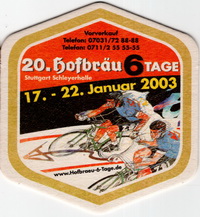 Vorverkauf
Telefon: 07031/72 88-88
Telefon: 0711/2 55 55-55
20. Hofbräu 6 TAGE
Stuttgart Schleyerhalle
17. - 22. Januar 2003
www.Hofbraeu-6-Tage.de